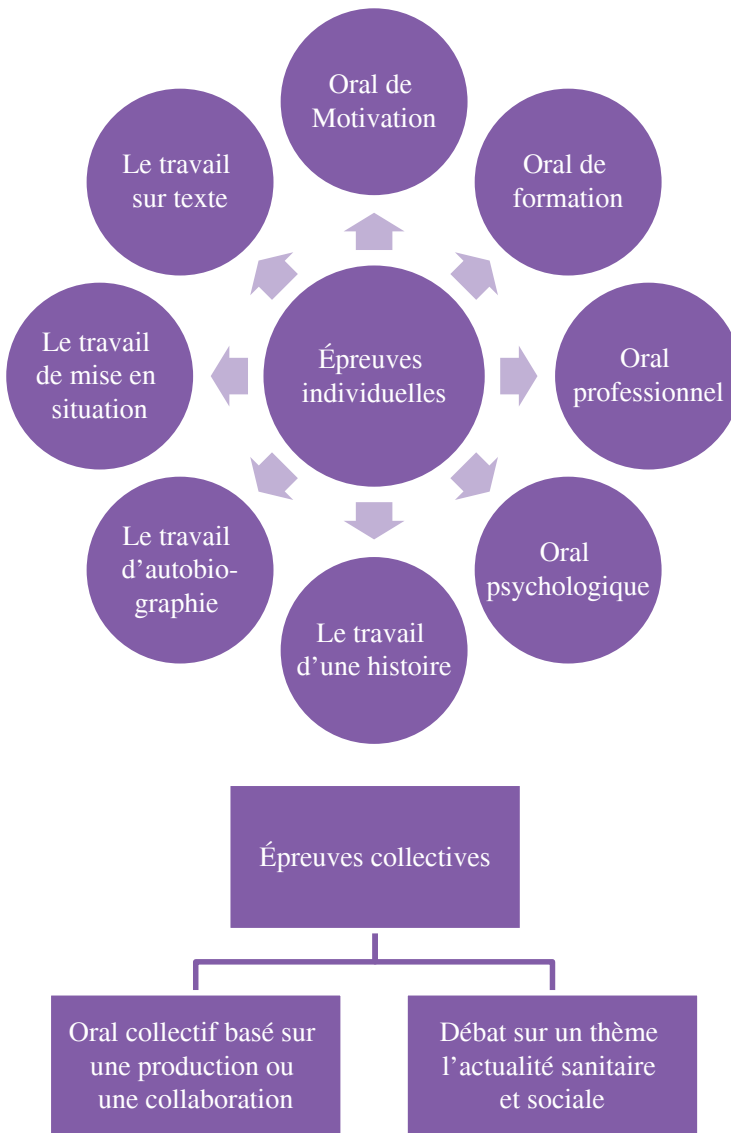 Oral de
Motivation
Oral de
formation
Oral
professionnel
Oral
psychologique
Le travail
d’une histoire
Le travail
d’autobio-
graphie
Le travail
de mise en
situation
Le travail
sur texte
Épreuves
individuelles
Épreuves collectives
Oral collectif basé sur
une production ou
une collaboration
Débat sur un thème
l’actualité sanitaire
et sociale